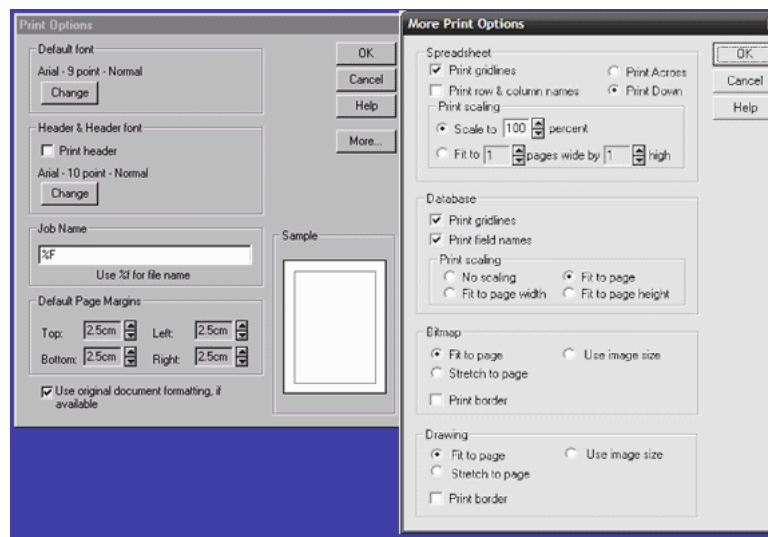 Print Options
Default font
Arial - 9 point - Normal
Change
Header & Header font
Print header
Arial - 10 point - Normal
Change
Job Name
%F
Use %f for file name
Default Page Margins
Top: 2.5cm Left: 2.5cm
Bottom: 2.5cm Right: 2.5cm
Use original document formatting, if
available
OK
Cancel
Help
More...
Sample
More Print Options
Spreadsheet
Print gridlines Print Across
Print row & column names Print Down
Print scaling
Scale to 100 percent
Fit to 1 pages wide by 1 high
Database
Print gridlines
Print field names
Print scaling
No scaling Fit to page
Fit to page width Fit to page height
Bitmap
Fit to page Use image size
Stretch to page
Print border
Drawing
Fit to page Use image size
Stretch to page
Print border
OK
Cancel
Help